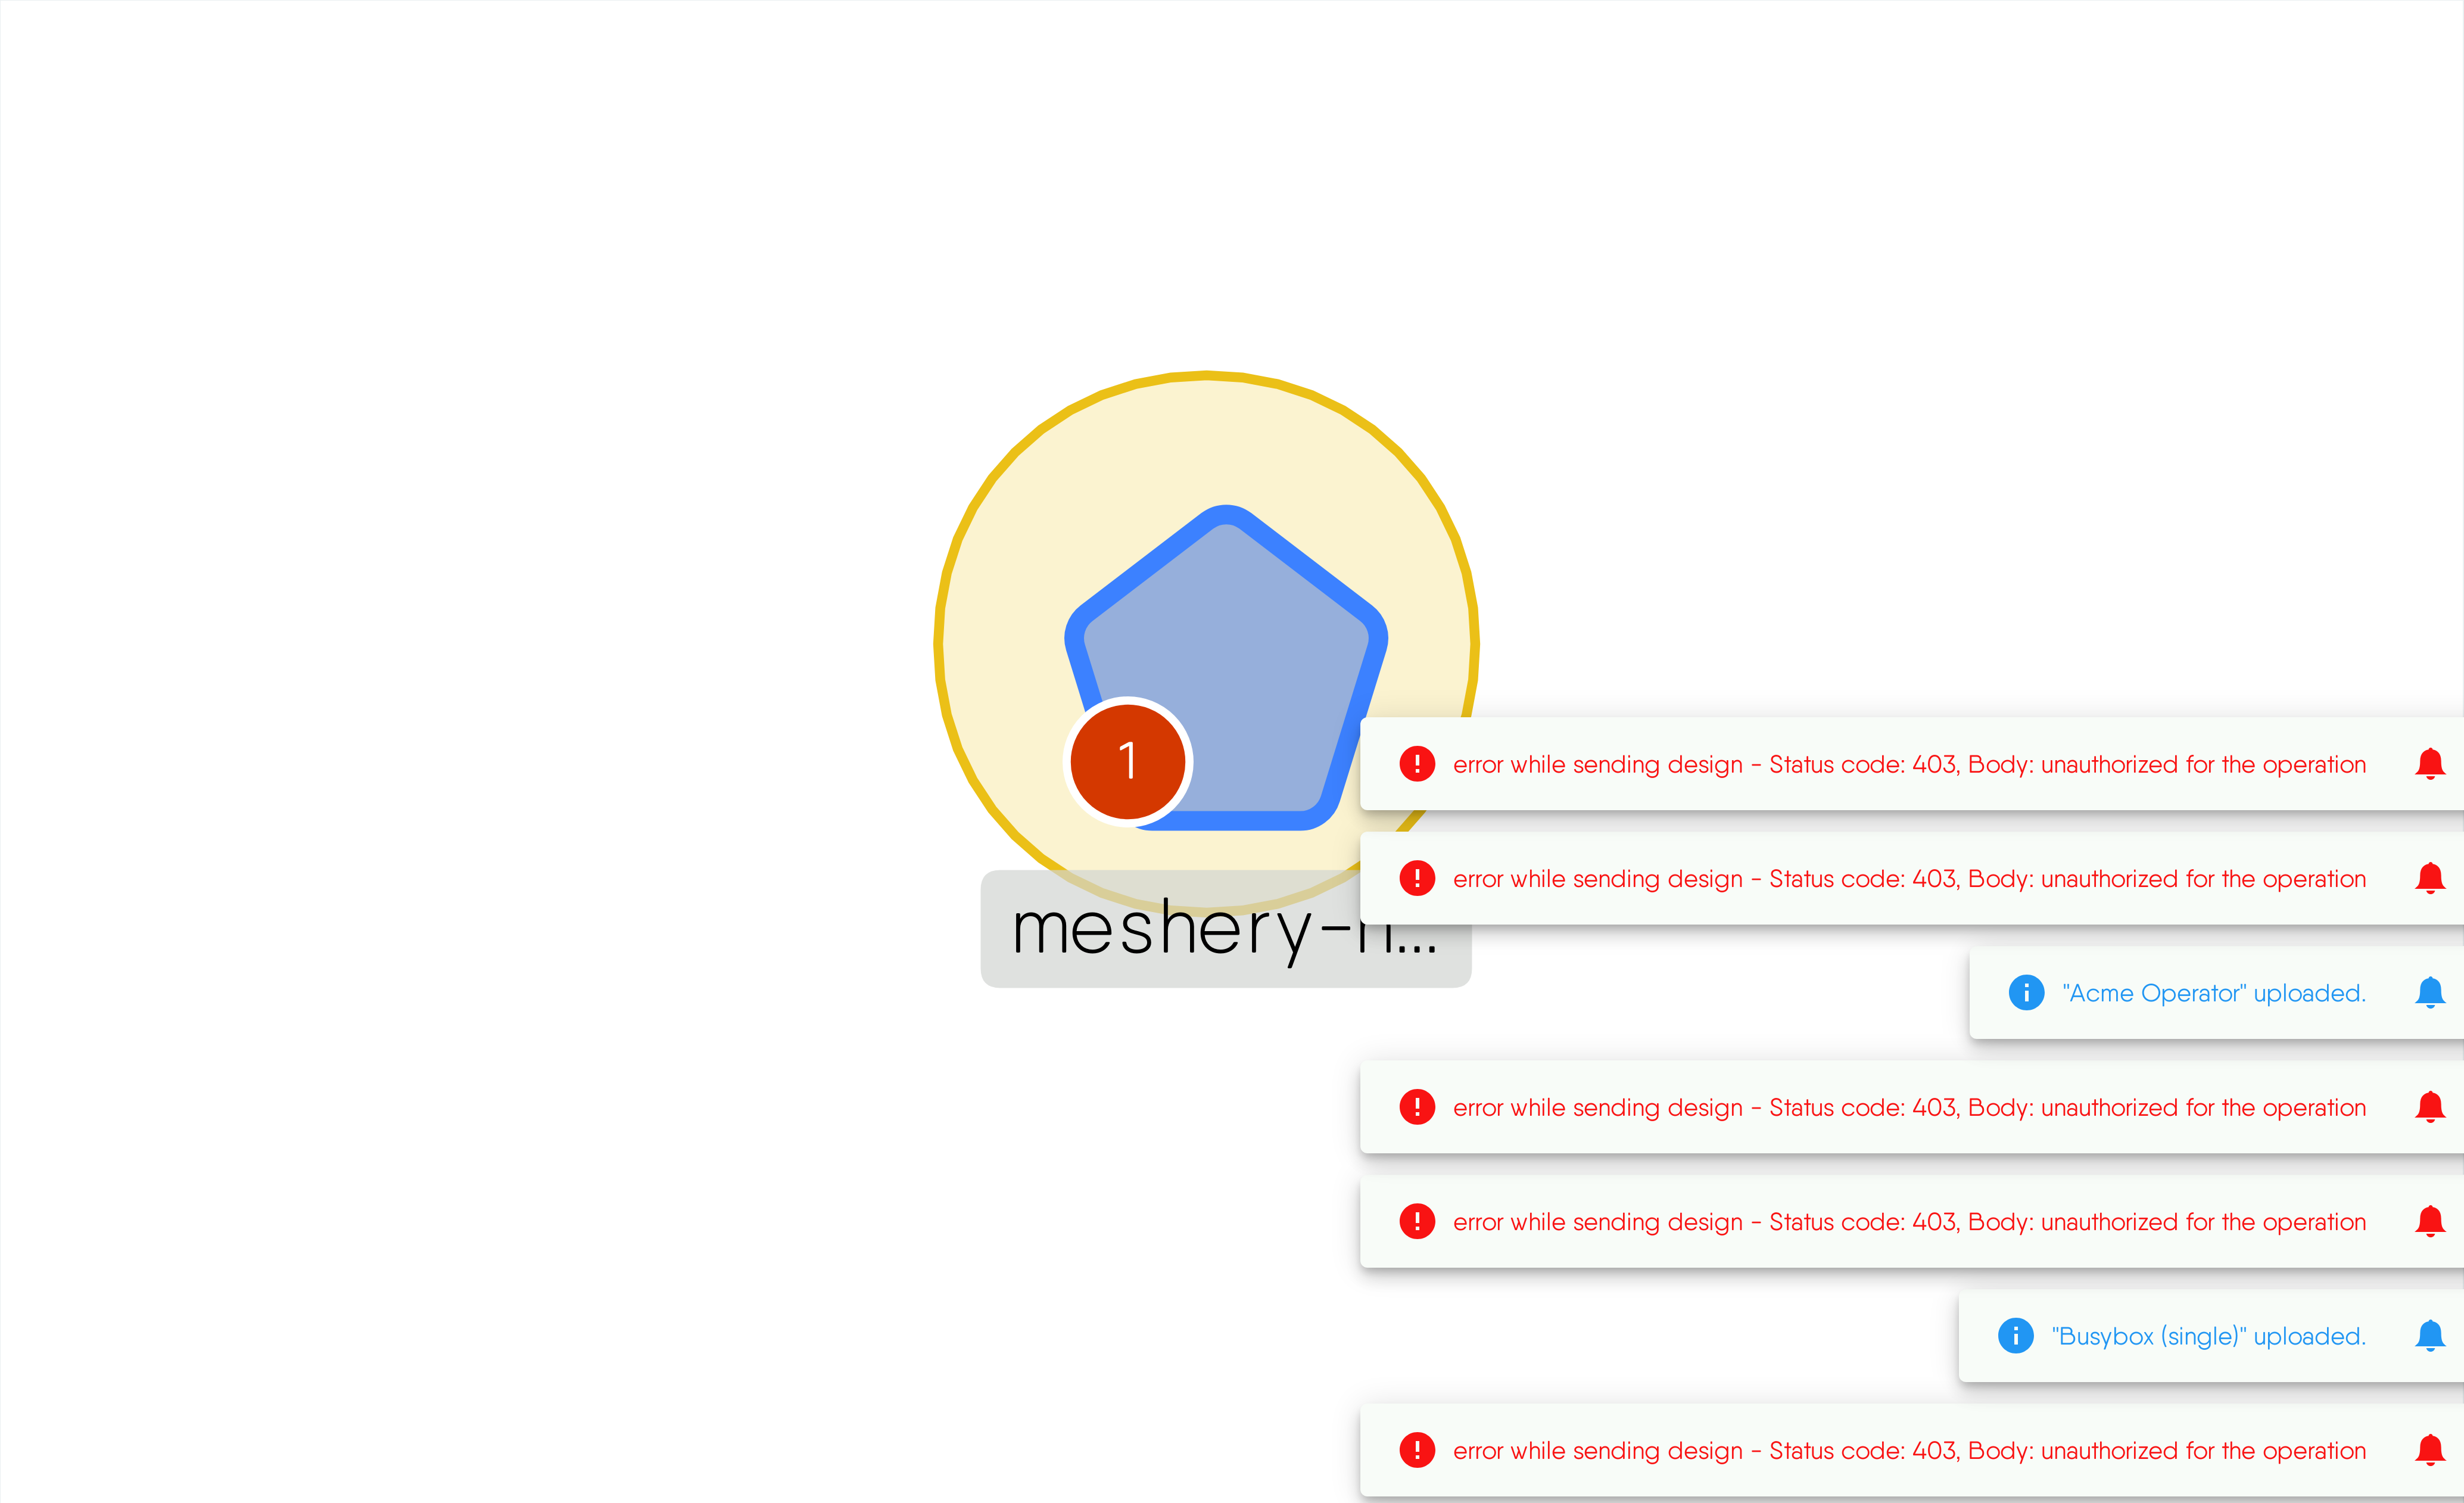 1
error while sending design - Status code: 403, Body: unauthorized for the operation
error while sending design - Status code: 403, Body: unauthorized for the operation
meshery-n...
"Acme Operator" uploaded.
error while sending design - Status code: 403, Body: unauthorized for the operation
error while sending design - Status code: 403, Body: unauthorized for the operation
"Busybox (single)" uploaded.
error while sending design - Status code: 403, Body: unauthorized for the operation